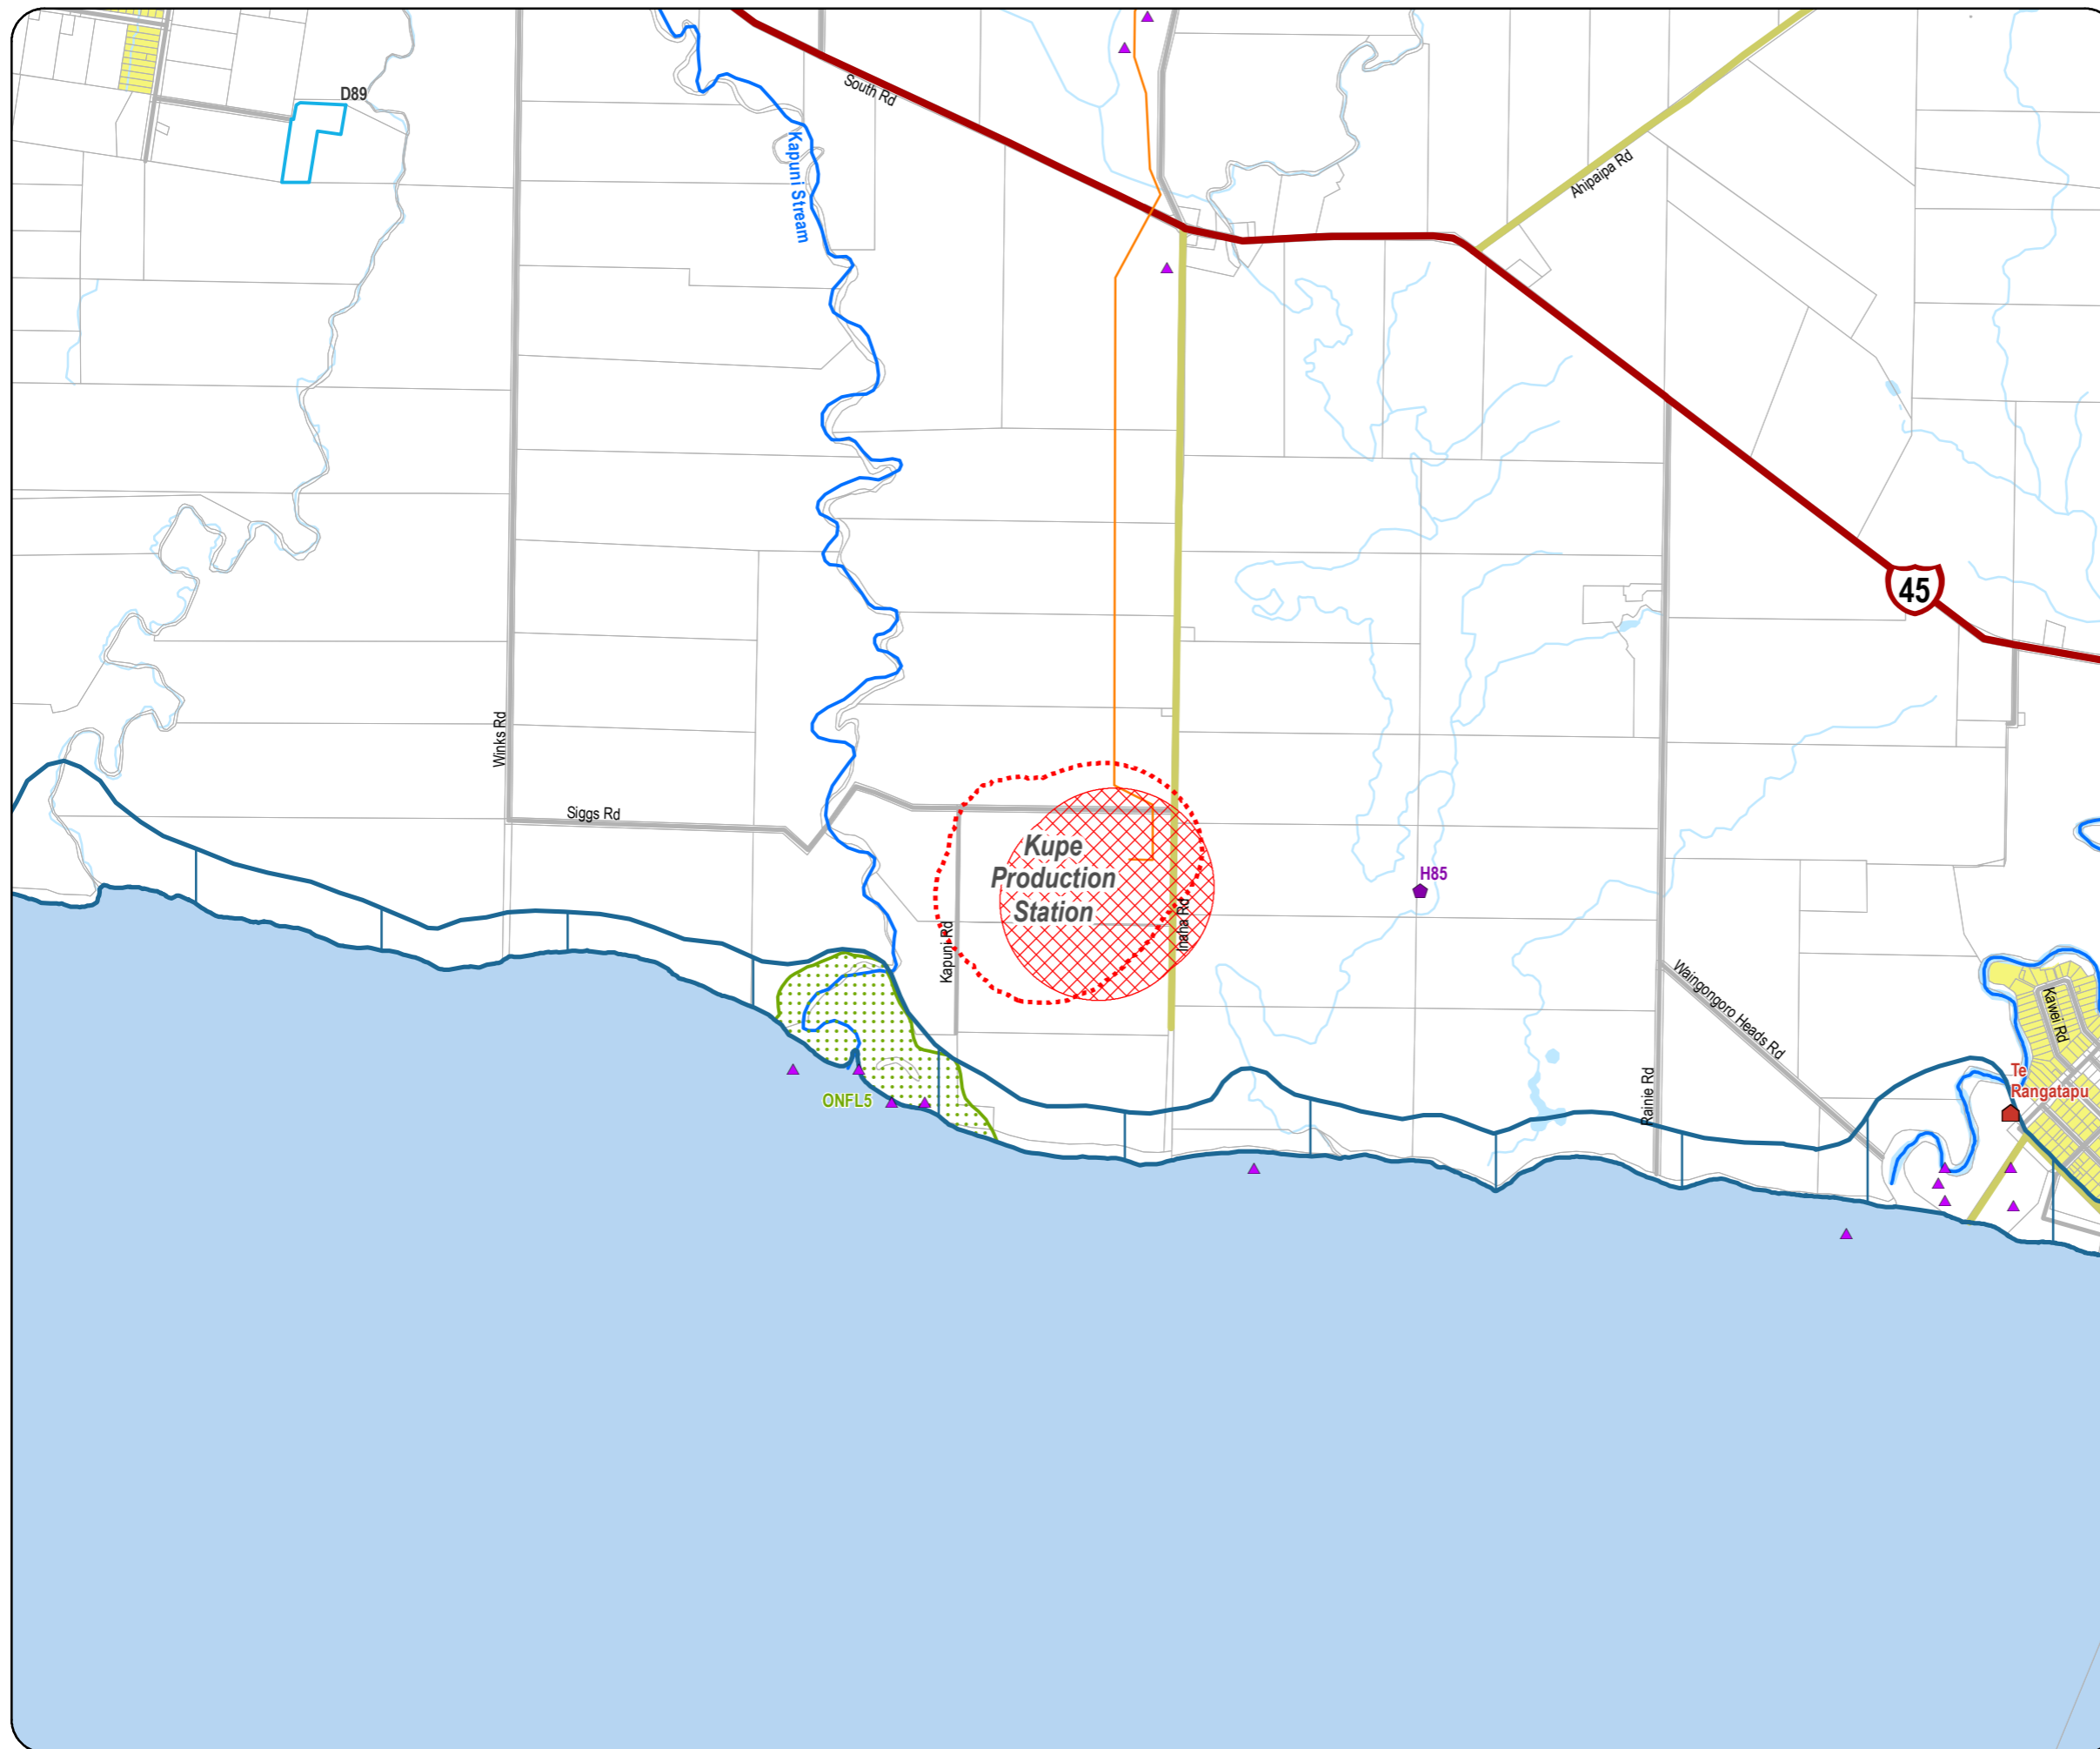 D89
South Rd
Kapuni Stream
Ahipaipa Rd
45
Winks Rd
Siggs Rd
Kupe
Production
Station
H85
Inaha Rd
Kapuni Rd
Waingongoro Heads Rd
Kawei Rd
Te
Rangatapu
Rainie Rd
ONFL5